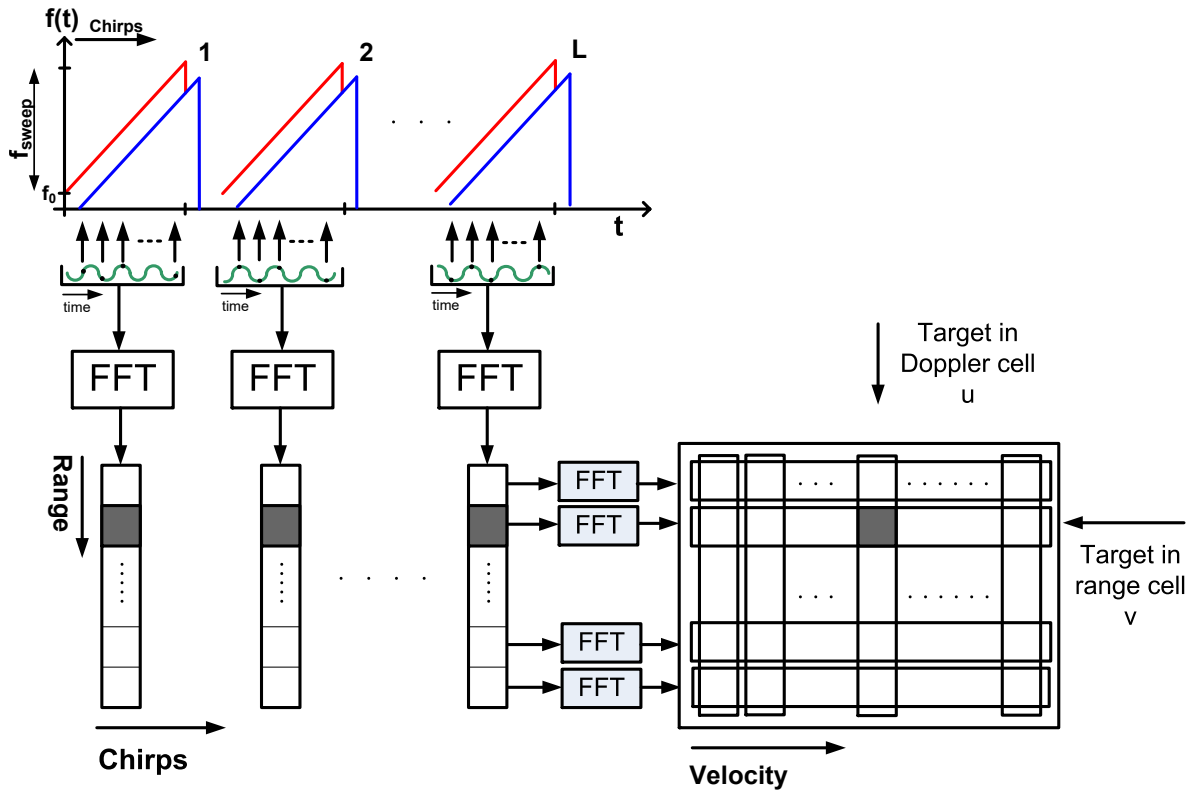 f(t)
Chirps
1
2
L
. . .
fsweep
f0
t
time
time
time
FFT
FFT
FFT
Target in
Doppler cell
u
Range
FFT
FFT
FFT
FFT
. . .
. . . . . .
. . . .
. . .
. . . . . .
Target in
range cell
v
Chirps
Velocity